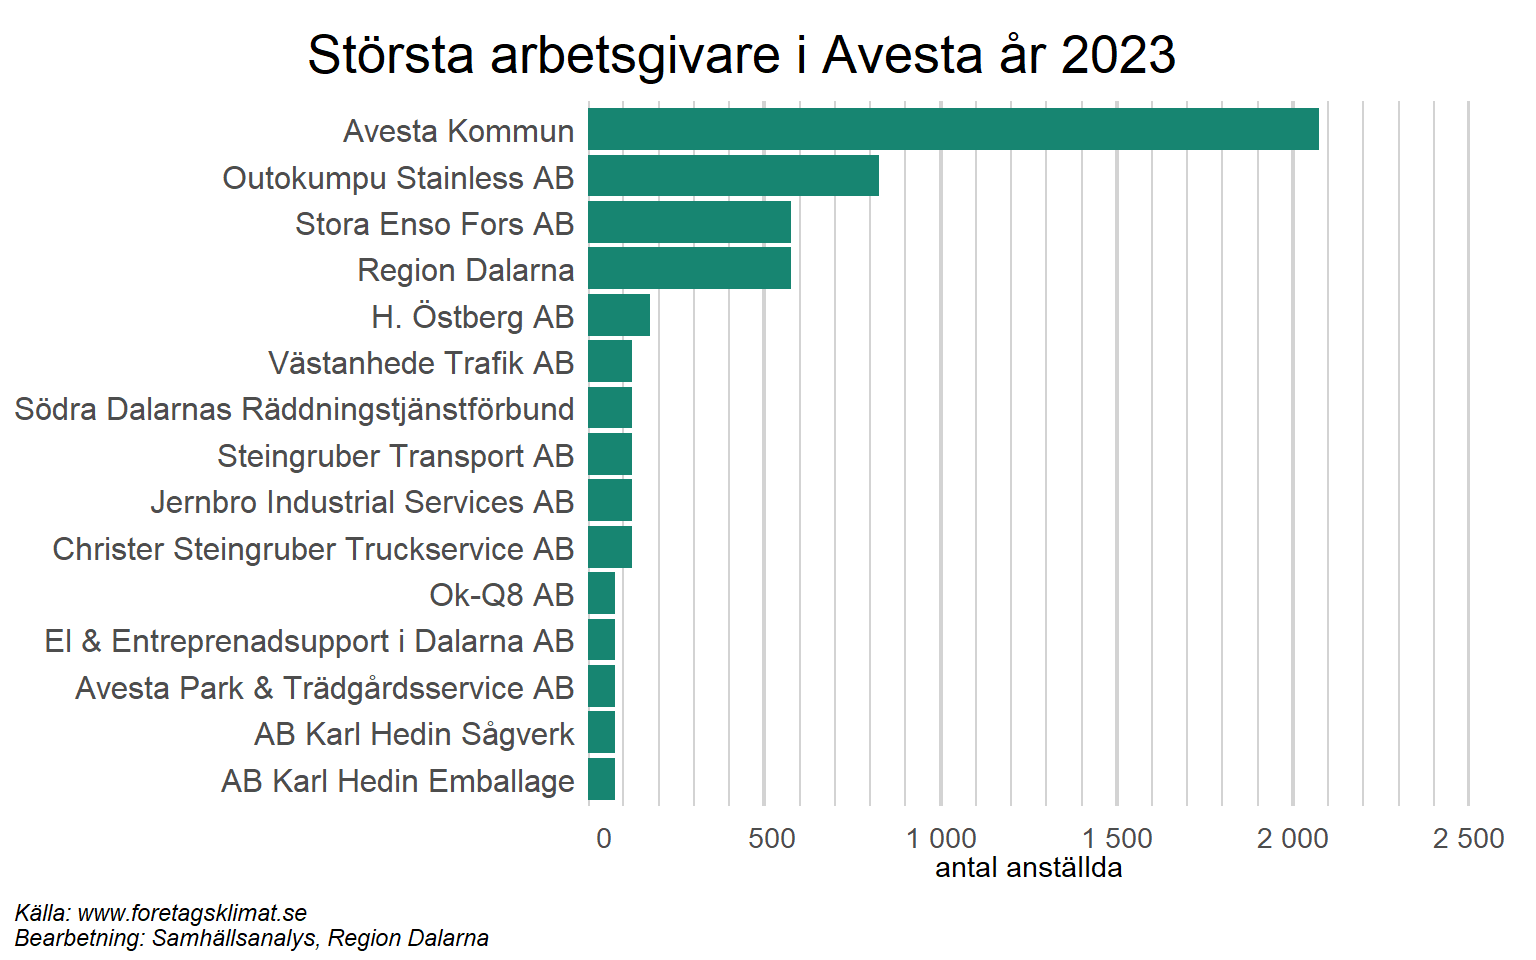 Största arbetsgivare i Avesta år 2023
Avesta Kommun
Outokumpu Stainless AB
Stora Enso Fors AB
Region Dalarna
H. Östberg AB
Västanhede Trafik AB
Södra Dalarnas Räddningstjänstförbund
Steingruber Transport AB
Jernbro Industrial Services AB
Christer Steingruber Truckservice AB
Ok-Q8 AB
El & Entreprenadsupport i Dalarna AB
Avesta Park & Trädgårdsservice AB
AB Karl Hedin Sågverk
AB Karl Hedin Emballage
0 500 1 000 1 500 2 000 2 500
antal anställda
Källa: www.foretagsklimat.se
Bearbetning: Samhällsanalys, Region Dalarna